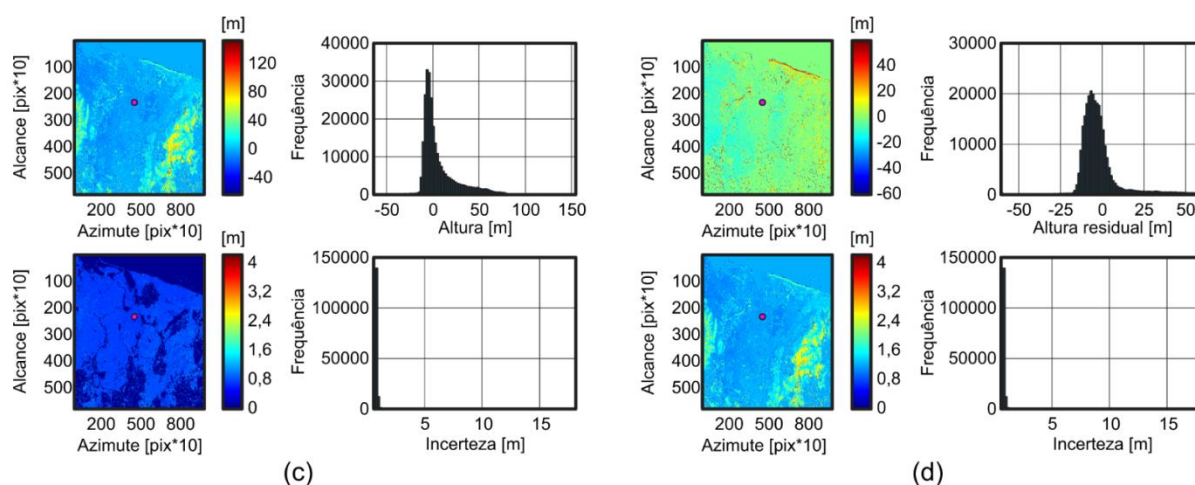 [m]
120
80
40
0
-40
Alcance [pix*10]
100
200
300
400
500
200 500 800
Azimute [pix*10]
Frequência
40000
30000
20000
10000
0
-50 0 50 100 150
Altura [m]
[m]
4
3,2
2,4
1,6
0,8
0
Alcance [pix*10]
100
200
300
400
500
200 500 800
Azimute [pix*10]
Frequência
150000
100000
50000
0
5 10 15
Incerteza [m]
(c)
[m]
40
20
0
-20
-40
-60
Alcance [pix*10]
100
200
300
400
500
200 500 800
Azimute [pix*10]
Frequência
30000
20000
10000
0
-50 -25 0 25 50
Altura residual [m]
[m]
4
3,2
2,4
1,6
0,8
0
Alcance [pix*10]
100
200
300
400
500
200 500 800
Azimute [pix*10]
Frequência
150000
100000
50000
0
5 10 15
Incerteza [m]
(d)